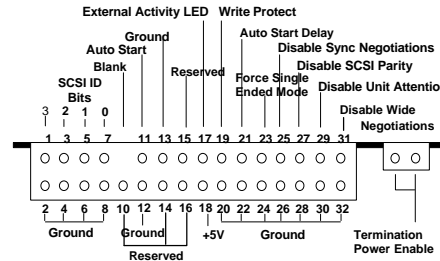 External Activity LED Write Protect
Ground
Auto Start Delay
Auto Start
Disable Sync Negotiations
Blank
Reserved
Disable SCSI Parity
SCSI ID
Bits
Force Single
Ended Mode
Disable Unit Attentio
3 2 1 0
Disable Wide
Negotiations
1 3 5 7 11 13 15 17 19 21 23 25 27 29 31
2 4 6 8 10 12 14 16 18 20 22 24 26 28 30 32
Ground
Ground
+5V
Ground
Reserved
Termination
Power Enable